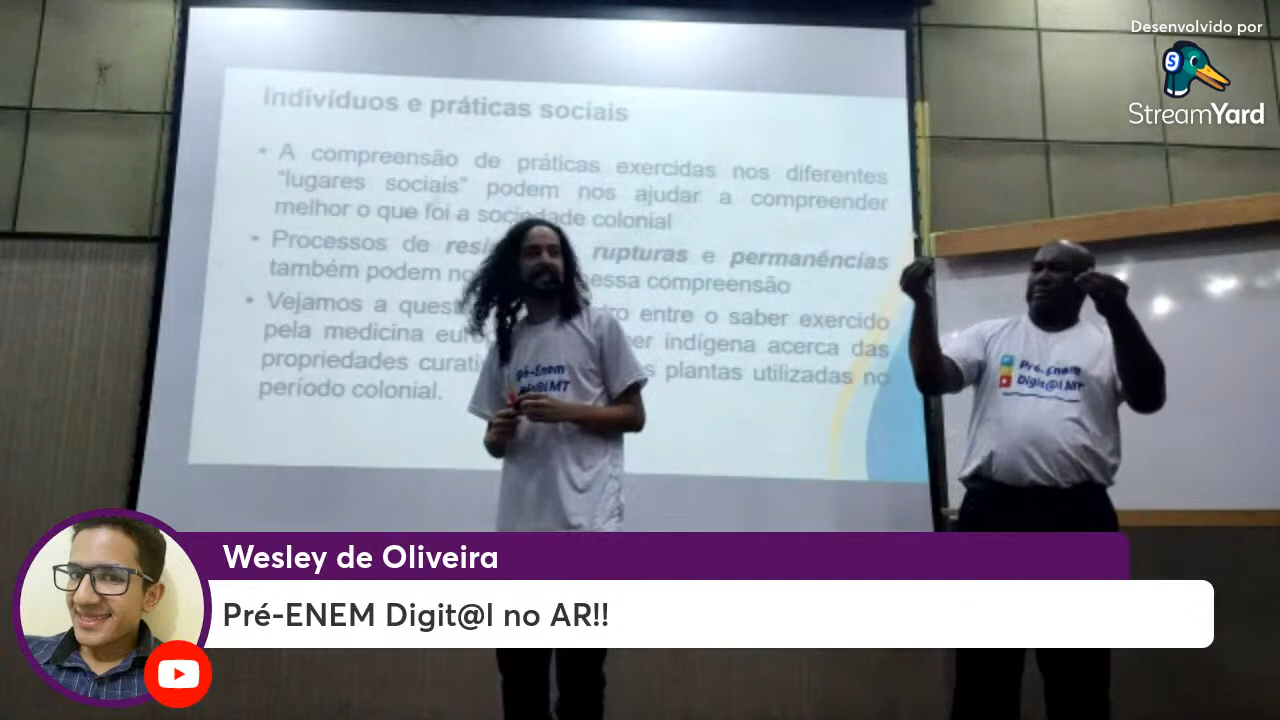 Desenvolvido por
StreamYard
Indivíduos e práticas sociais
• A compreensão de práticas exercidas nos diferentes
"lugares sociais" podem nos ajudar a compreender
melhor o que foi a sociedade colonial
• Processos de rupturas e permanências
também podem essa compreensão
• Vejamos a entre o saber exercido
pela medicina indígena acerca das
propriedades plantas utilizadas no
período colonial.
Pré-Enem
Digit@l MT
Wesley de Oliveira
Pré-ENEM Digit@l no AR!!